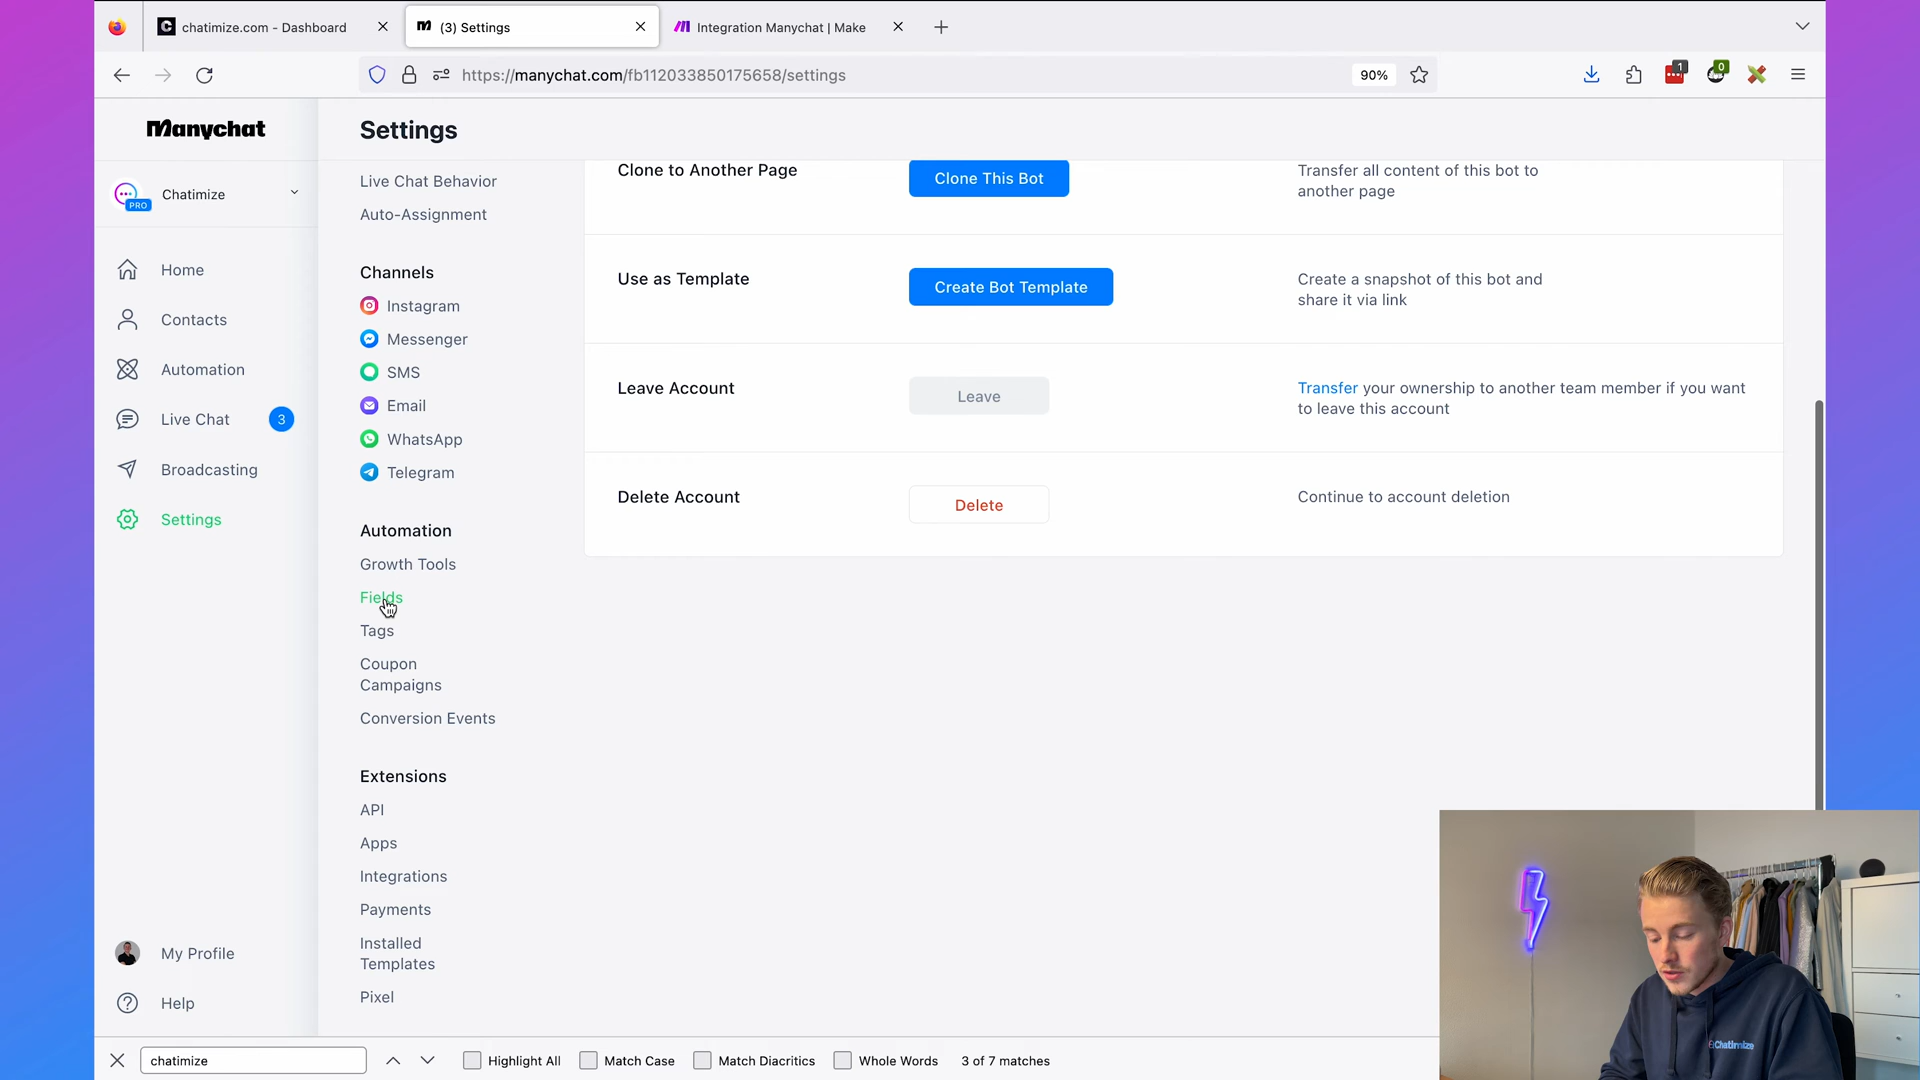 chatimize.com - Dashboard
(3) Settings
Integration Manychat | Make
https://manychat.com/fb112033850175658/settings
90%
1
0
Manychat
Settings
PRO
Chatimize
Home
Contacts
Automation
Live Chat
3
Broadcasting
Settings
My Profile
Help
Live Chat Behavior
Auto-Assignment
Channels
Instagram
Messenger
SMS
Email
WhatsApp
Telegram
Automation
Growth Tools
Fields
Tags
Coupon
Campaigns
Conversion Events
Extensions
API
Apps
Integrations
Payments
Installed
Templates
Pixel
Clone to Another Page
Clone This Bot
Transfer all content of this bot to
another page
Use as Template
Create Bot Template
Create a snapshot of this bot and
share it via link
Leave Account
Leave
Transfer your ownership to another team member if you want
to leave this account
Delete Account
Delete
Continue to account deletion
Chatimize
chatimize
Highlight All
Match Case
Match Diacritics
Whole Words
3 of 7 matches